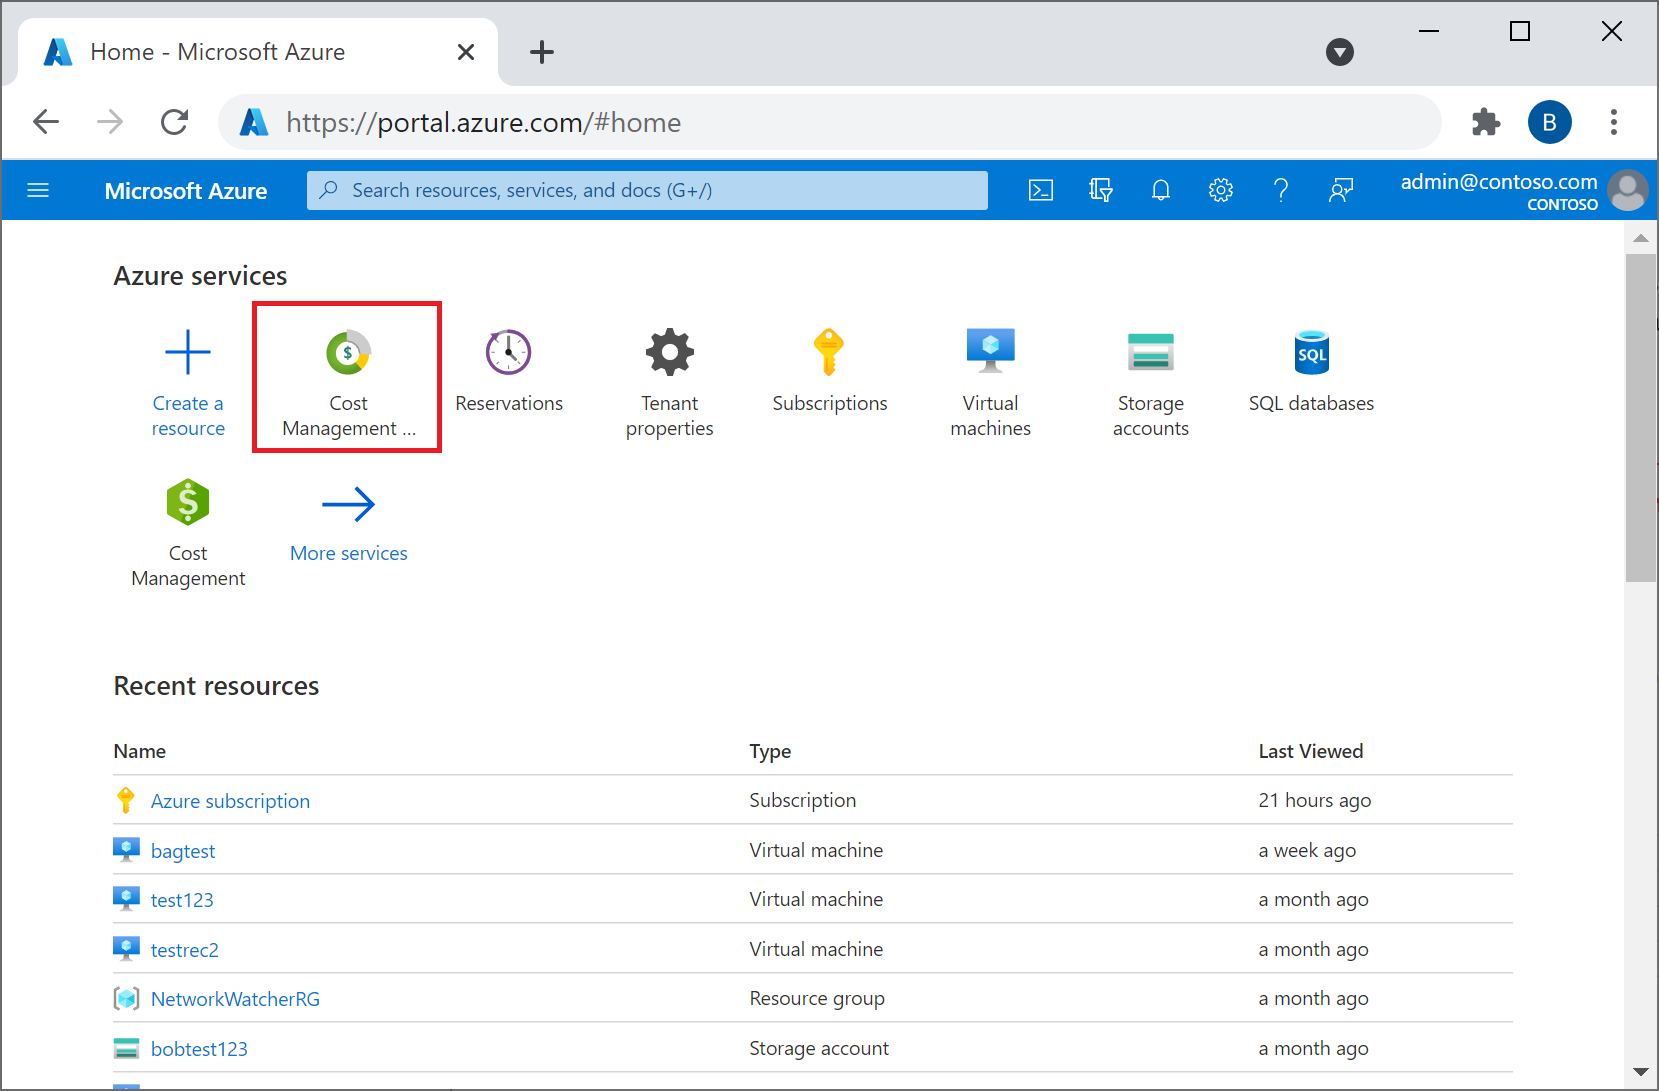 Home - Microsoft Azure
https://portal.azure.com/#home
B
Microsoft Azure
Search resources, services, and docs (G+/)
admin@contoso.com
CONTOSO
Azure services
Create a
resource
$
Cost
Management ...
Reservations
Tenant
properties
Subscriptions
Virtual
machines
Storage
accounts
SQL
SQL databases
$
Cost
Management
More services
Recent resources
Name Type Last Viewed
Azure subscription Subscription 21 hours ago
bagtest Virtual machine a week ago
test123 Virtual machine a month ago
testrec2 Virtual machine a month ago
NetworkWatcherRG Resource group a month ago
bobtest123 Storage account a month ago